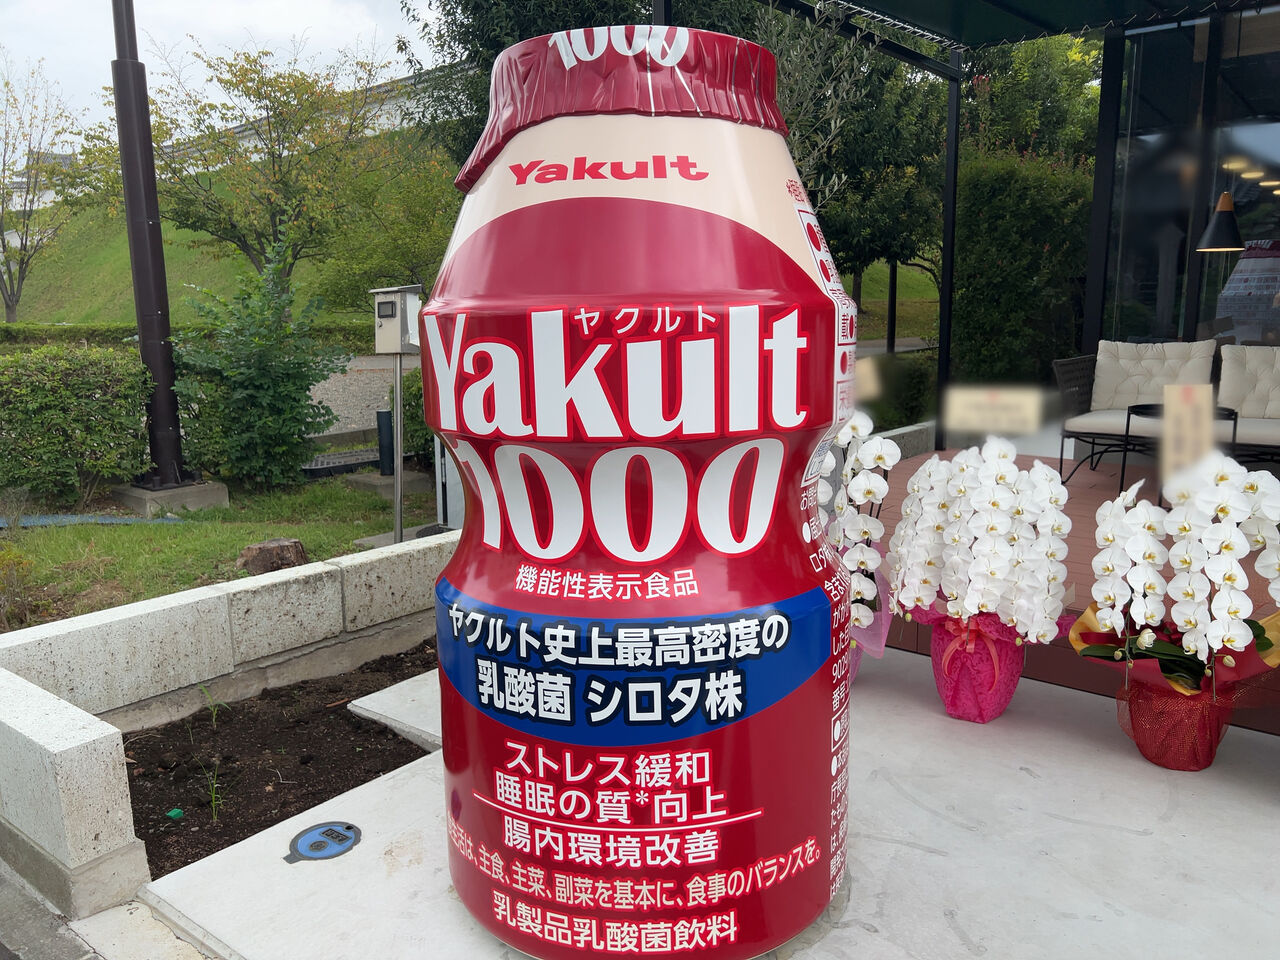 1000
Yakult
ヤクルト
Yakult
1000
機能性表示食品
ヤクルト史上最高密度の
乳酸菌 シロタ株
ストレス緩和
睡眠の質*向上
腸内環境改善
は、主食、主菜、副菜を基本に、食事のバランスを。
乳製品乳酸菌飲料